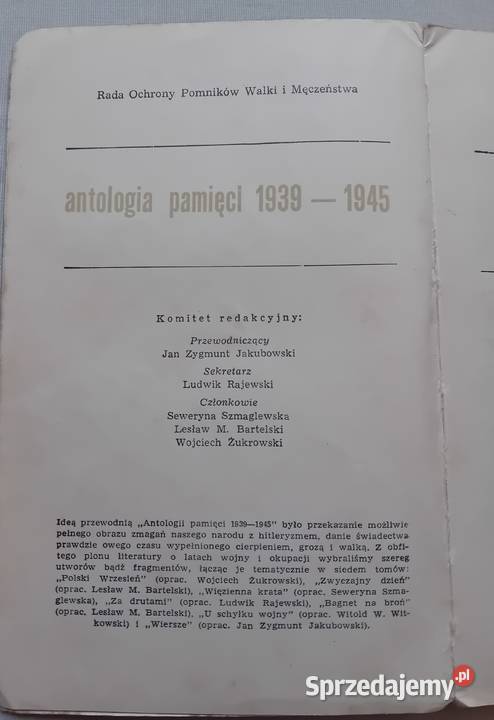 Rada Ochrony Pomników Walki i Męczeństwa
antologia pamięci 1939 — 1945
Komitet redakcyjny:
Przewodniczący
Jan Zygmunt Jakubowski
Sekretarz
Ludwik Rajewski
Członkowie
Seweryna Szmaglewska
Lesław M. Bartelski
Wojciech Żukrowski
Ideą przewodnią „Antologii pamięci 1939—1945" było przekazanie możliwie
pełnego obrazu zmagań naszego narodu z hitleryzmem, danie świadectwa
prawdzie owego czasu wypełnionego cierpieniem, grozą i walką. Z obfi-
tego plonu literatury o latach wojny i okupacji wybraliśmy szereg
utworów bądź fragmentów, łącząc je tematycznie w siedem tomów:
„Polski Wrzesień" (oprac. Wojciech Żukrowski), „Zwyczajny dzień"
(oprac. Lesław M. Bartelski), „Więzienna krata" (oprac. Seweryna Szma-
glewska), „Za drutami" (oprac. Ludwik Rajewski), „Bagnet na broń"
(oprac. Lesław M. Bartelski), „U schyłku wojny" (oprac. Witold W. Wit-
kowski) i „Wiersze" (oprac. Jan Zygmunt Jakubowski).
Sprzedajemy.pl